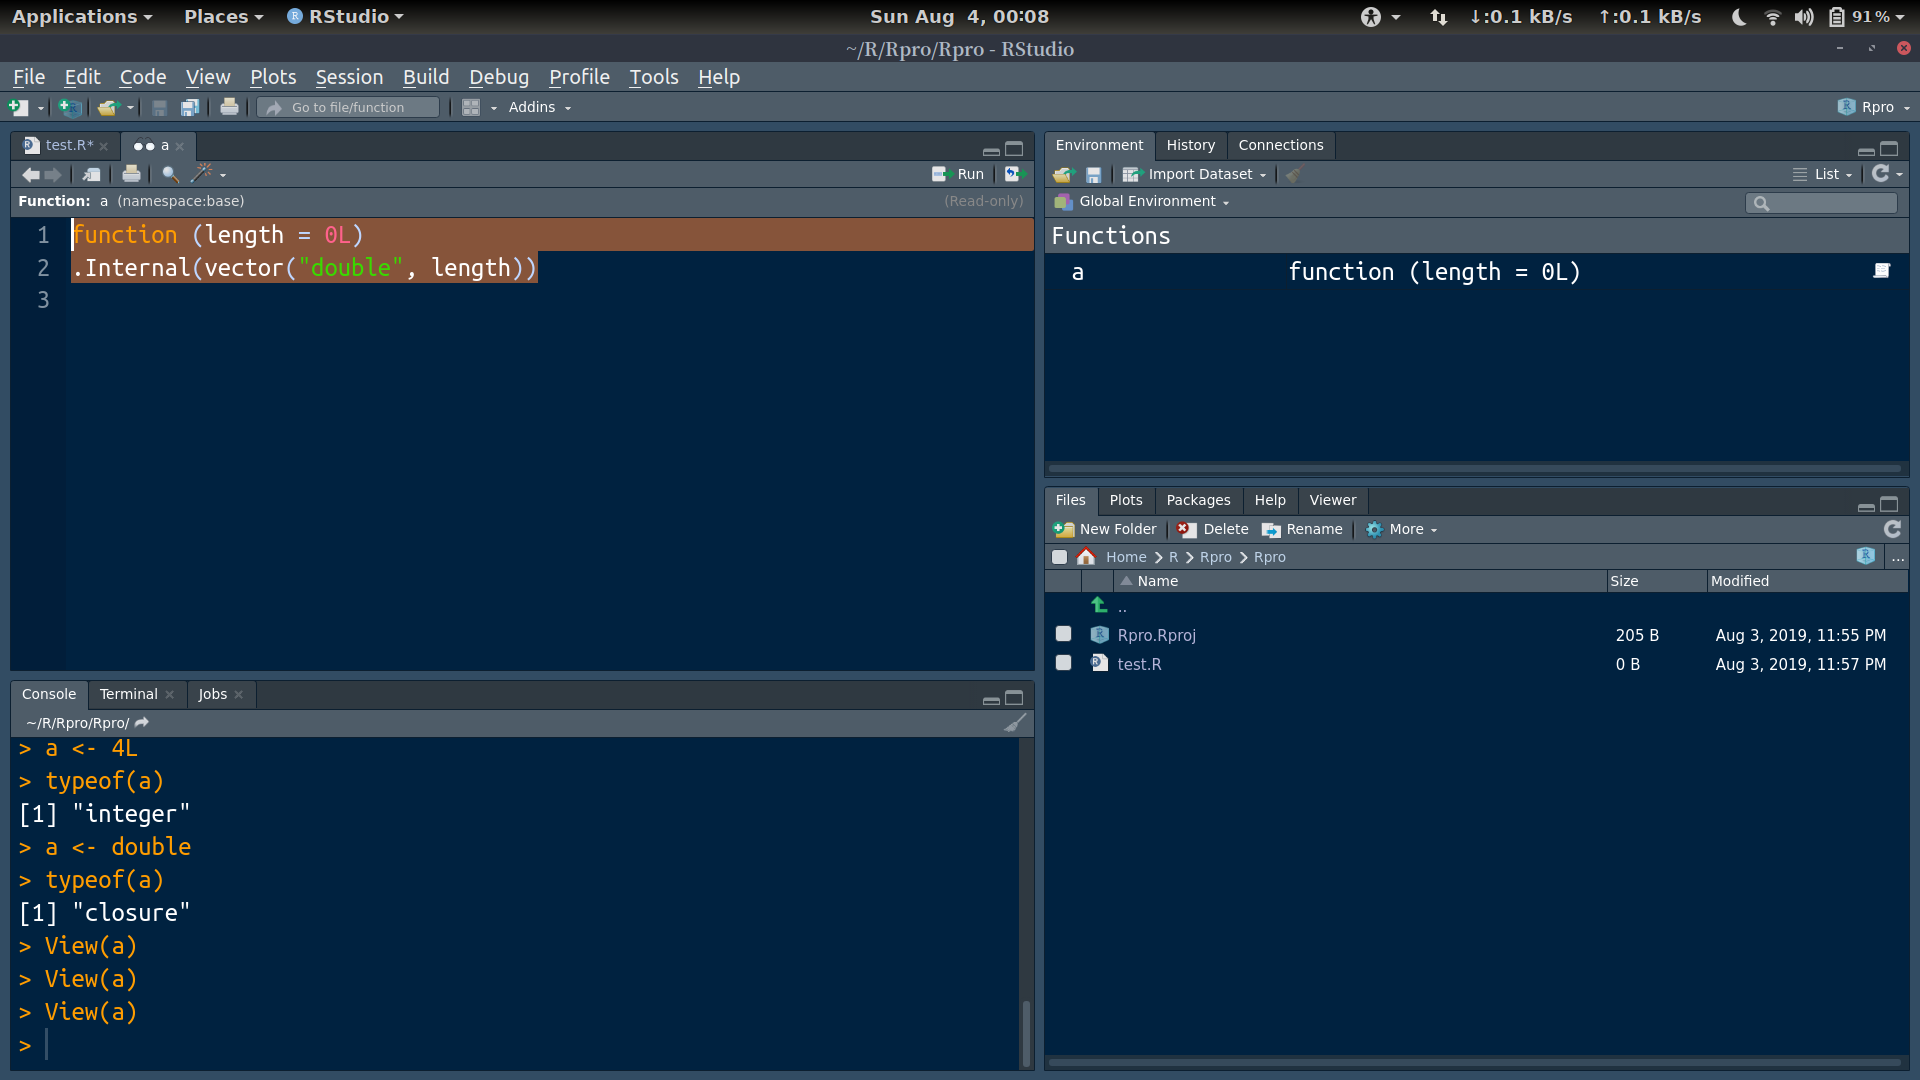 Applications Places RStudio Sun Aug  4, 00:08 ↓:0.1 kB/s ↑:0.1 kB/s 91 %
~/R/Rpro/Rpro - RStudio
File Edit Code View Plots Session Build Debug Profile Tools Help
Go to file/function Addins Rpro
test.R* a
Run
Function: a (namespace:base) (Read-only)
1 function (length = 0L)
2 .Internal(vector("double", length))
3
Environment History Connections
Import Dataset List
Global Environment
Functions
a function (length = 0L)
Console Terminal Jobs
~/R/Rpro/Rpro/
> a <- 4L
> typeof(a)
[1] "integer"
> a <- double
> typeof(a)
[1] "closure"
> View(a)
> View(a)
> View(a)
>
Files Plots Packages Help Viewer
New Folder Delete Rename More
Home R Rpro Rpro ...
Name Size Modified
..
Rpro.Rproj 205 B Aug 3, 2019, 11:55 PM
test.R 0 B Aug 3, 2019, 11:57 PM